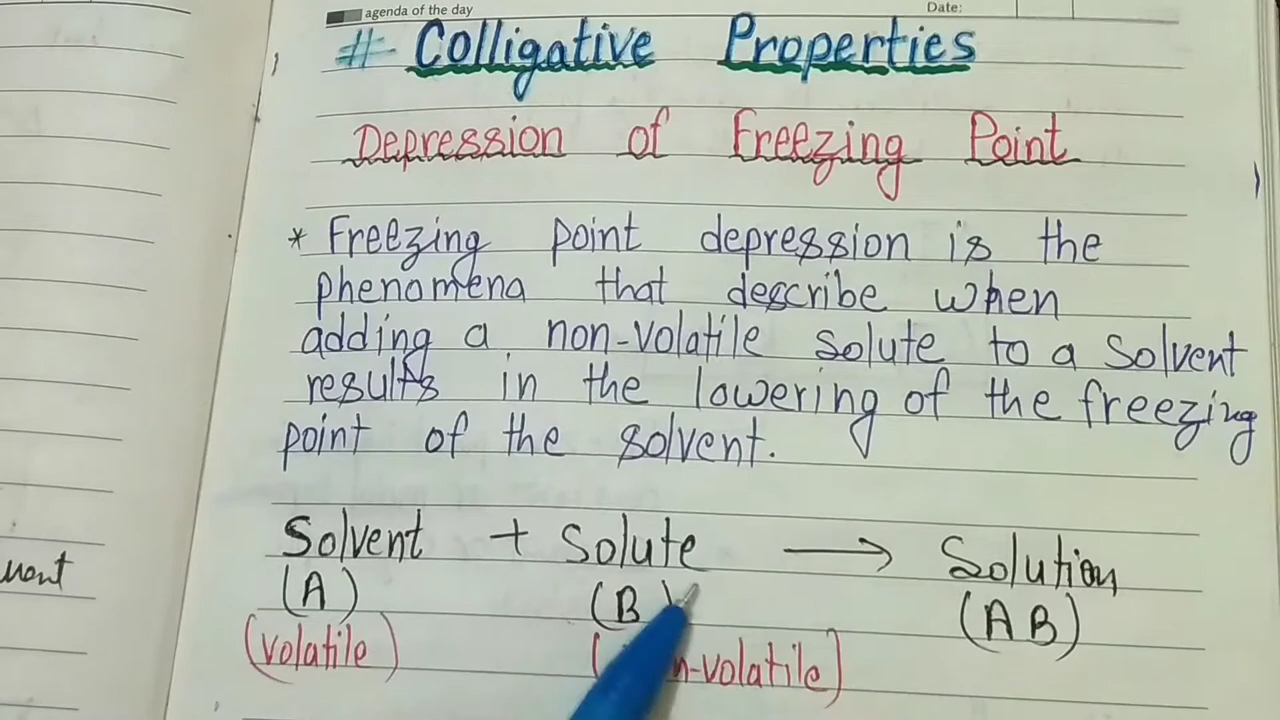 agenda of the day
Date:
# Colligative Properties
Depression of Freezing Point
* Freezing point depression is the
phenomena that describe when
adding a non-volatile solute to a solvent
results in the lowering of the freezing
point of the solvent.
Solvent + Solute → Solution
(A) (B) (AB)
(volatile) (-volatile)